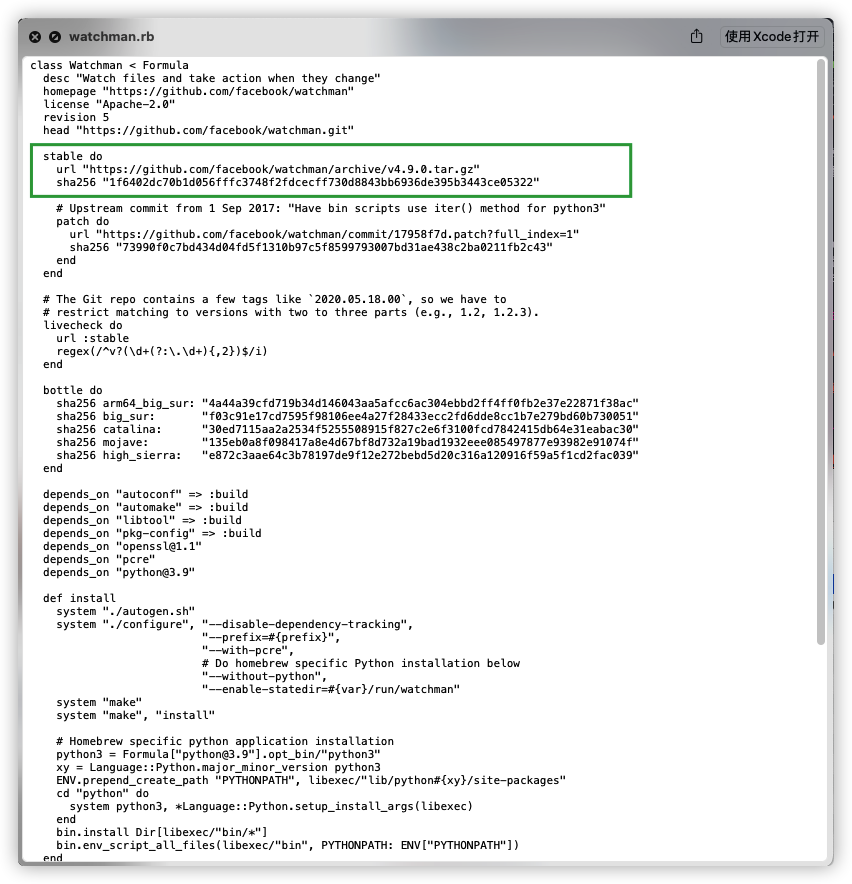 watchman.rb
使用Xcode打开
class Watchman < Formula
  desc "Watch files and take action when they change"
  homepage "https://github.com/facebook/watchman"
  license "Apache-2.0"
  revision 5
  head "https://github.com/facebook/watchman.git"
  stable do
    url "https://github.com/facebook/watchman/archive/v4.9.0.tar.gz"
    sha256 "1f6402dc70b1d056fffc3748f2fdcecff730d8843bb6936de395b3443ce05322"
    # Upstream commit from 1 Sep 2017: "Have bin scripts use iter() method for python3"
    patch do
      url "https://github.com/facebook/watchman/commit/17958f7d.patch?full_index=1"
      sha256 "73990f0c7bd434d04fd5f1310b97c5f8599793007bd31ae438c2ba0211fb2c43"
    end
  end
  # The Git repo contains a few tags like `2020.05.18.00`, so we have to
  # restrict matching to versions with two to three parts (e.g., 1.2, 1.2.3).
  livecheck do
    url :stable
    regex(/^v?(\d+(?:\.\d+){,2})$/i)
  end
  bottle do
    sha256 arm64_big_sur: "4a44a39cfd719b34d146043aa5afcc6ac304ebbd2ff4ff0fb2e37e22871f38ac"
    sha256 big_sur:       "f03c91e17cd7595f98106ee4a27f28433ecc2fd6dde8cc1b7e279bd60b730051"
    sha256 catalina:      "30ed7115aa2a2534f5255508915f827c2e6f3100fcd7842415db64e31eabac30"
    sha256 mojave:        "135eb0a8f098417a8e4d67bf8d732a19bad1932eee085497877e93982e91074f"
    sha256 high_sierra:   "e872c3aae64c3b78197de9f12e272bebd5d20c316a120916f59a5f1cd2fac039"
  end
  depends_on "autoconf" => :build
  depends_on "automake" => :build
  depends_on "libtool" => :build
  depends_on "pkg-config" => :build
  depends_on "openssl@1.1"
  depends_on "pcre"
  depends_on "python@3.9"
  def install
    system "./autogen.sh"
    system "./configure", "--disable-dependency-tracking",
                          "--prefix=#{prefix}",
                          "--with-pcre",
                          # Do homebrew specific Python installation below
                          "--without-python",
                          "--enable-statedir=#{var}/run/watchman"
    system "make"
    system "make", "install"
    # Homebrew specific python application installation
    python3 = Formula["python@3.9"].opt_bin/"python3"
    xy = Language::Python.major_minor_version python3
    ENV.prepend_create_path "PYTHONPATH", libexec/"lib/python#{xy}/site-packages"
    cd "python" do
      system python3, *Language::Python.setup_install_args(libexec)
    end
    bin.install Dir[libexec/"bin/*"]
    bin.env_script_all_files(libexec/"bin", PYTHONPATH: ENV["PYTHONPATH"])
  end